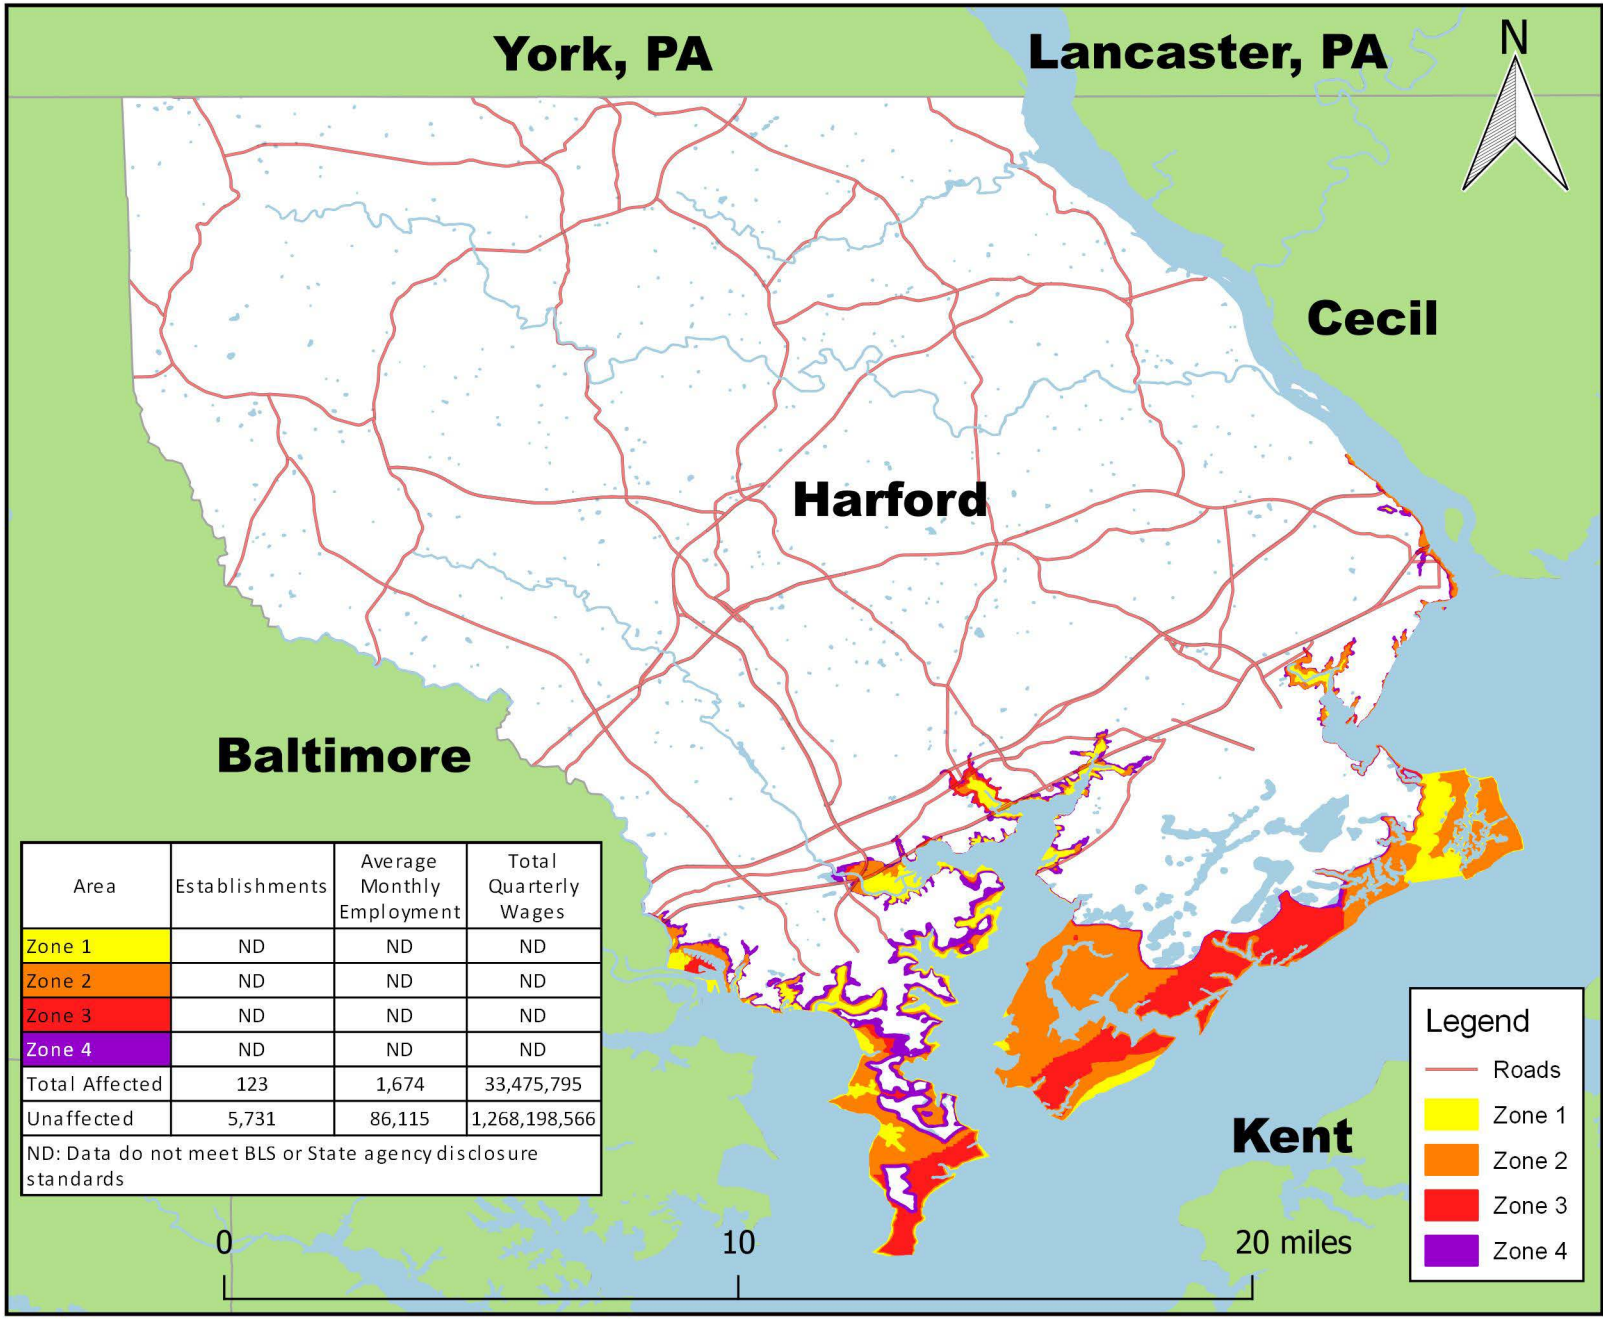 York, PA
Lancaster, PA
N
Cecil
Harford
Baltimore
Area
Establishments
Average
Monthly
Employment
Total
Quarterly
Wages
Zone 1 ND ND ND
Zone 2 ND ND ND
Zone 3 ND ND ND
Zone 4 ND ND ND
Total Affected 123 1,674 33,475,795
Unaffected 5,731 86,115 1,268,198,566
ND: Data do not meet BLS or State agency disclosure
standards
Legend
Roads
Zone 1
Zone 2
Zone 3
Zone 4
Kent
0 10 20 miles